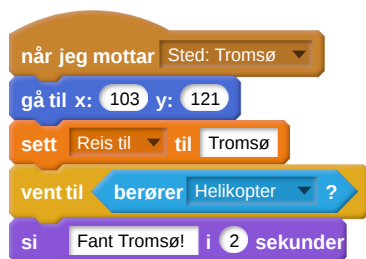 når jeg mottar Sted: Tromsø
gå til x: 103 y: 121
sett Reis til til Tromsø
vent til berører Helikopter ?
si Fant Tromsø! i 2 sekunder